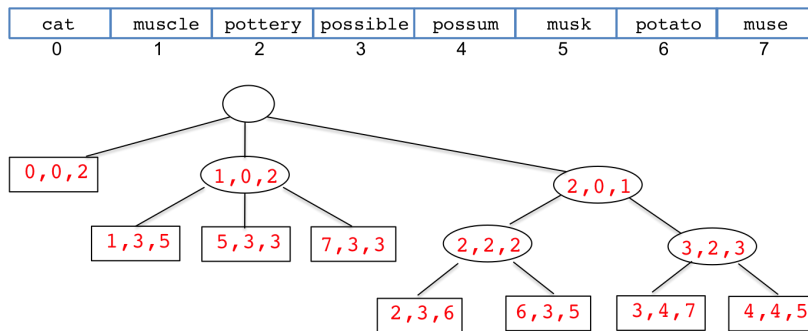 cat muscle pottery possible possum musk potato muse
0 1 2 3 4 5 6 7
0,0,2 1,0,2 2,0,1
1,3,5 5,3,3 7,3,3 2,2,2 3,2,3
2,3,6 6,3,5 3,4,7 4,4,5